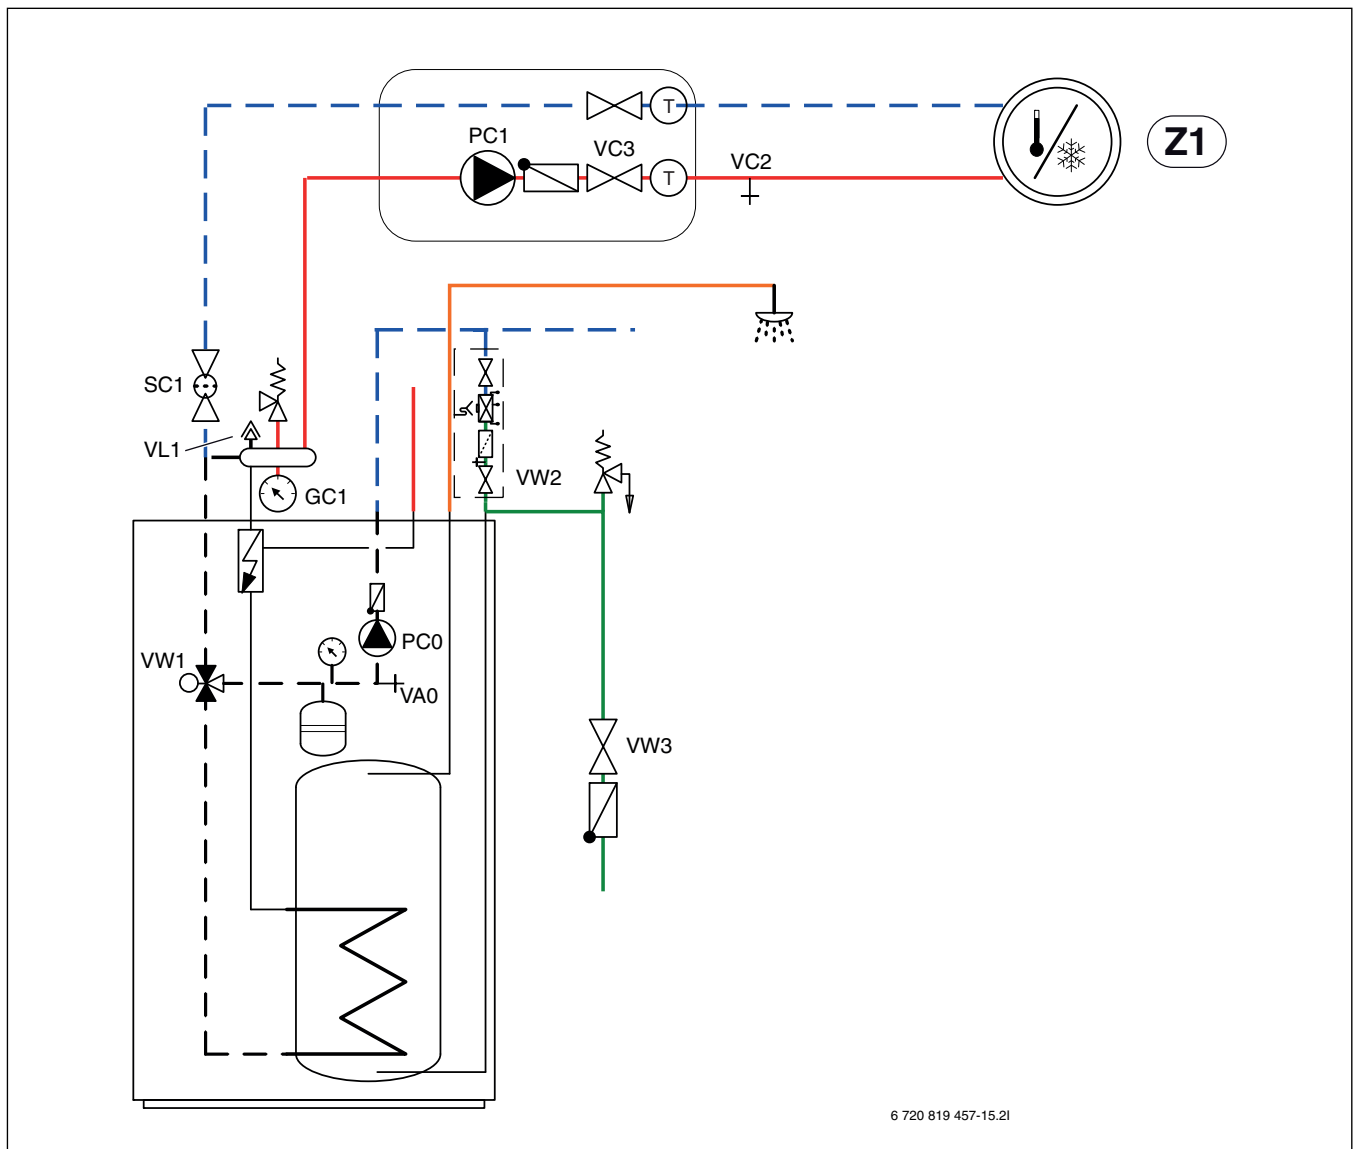 PC1
VC3
T
T
VC2
Z1
SC1
VL1
GC1
VW2
PC0
VW1
VA0
VW3
6 720 819 457-15.2I